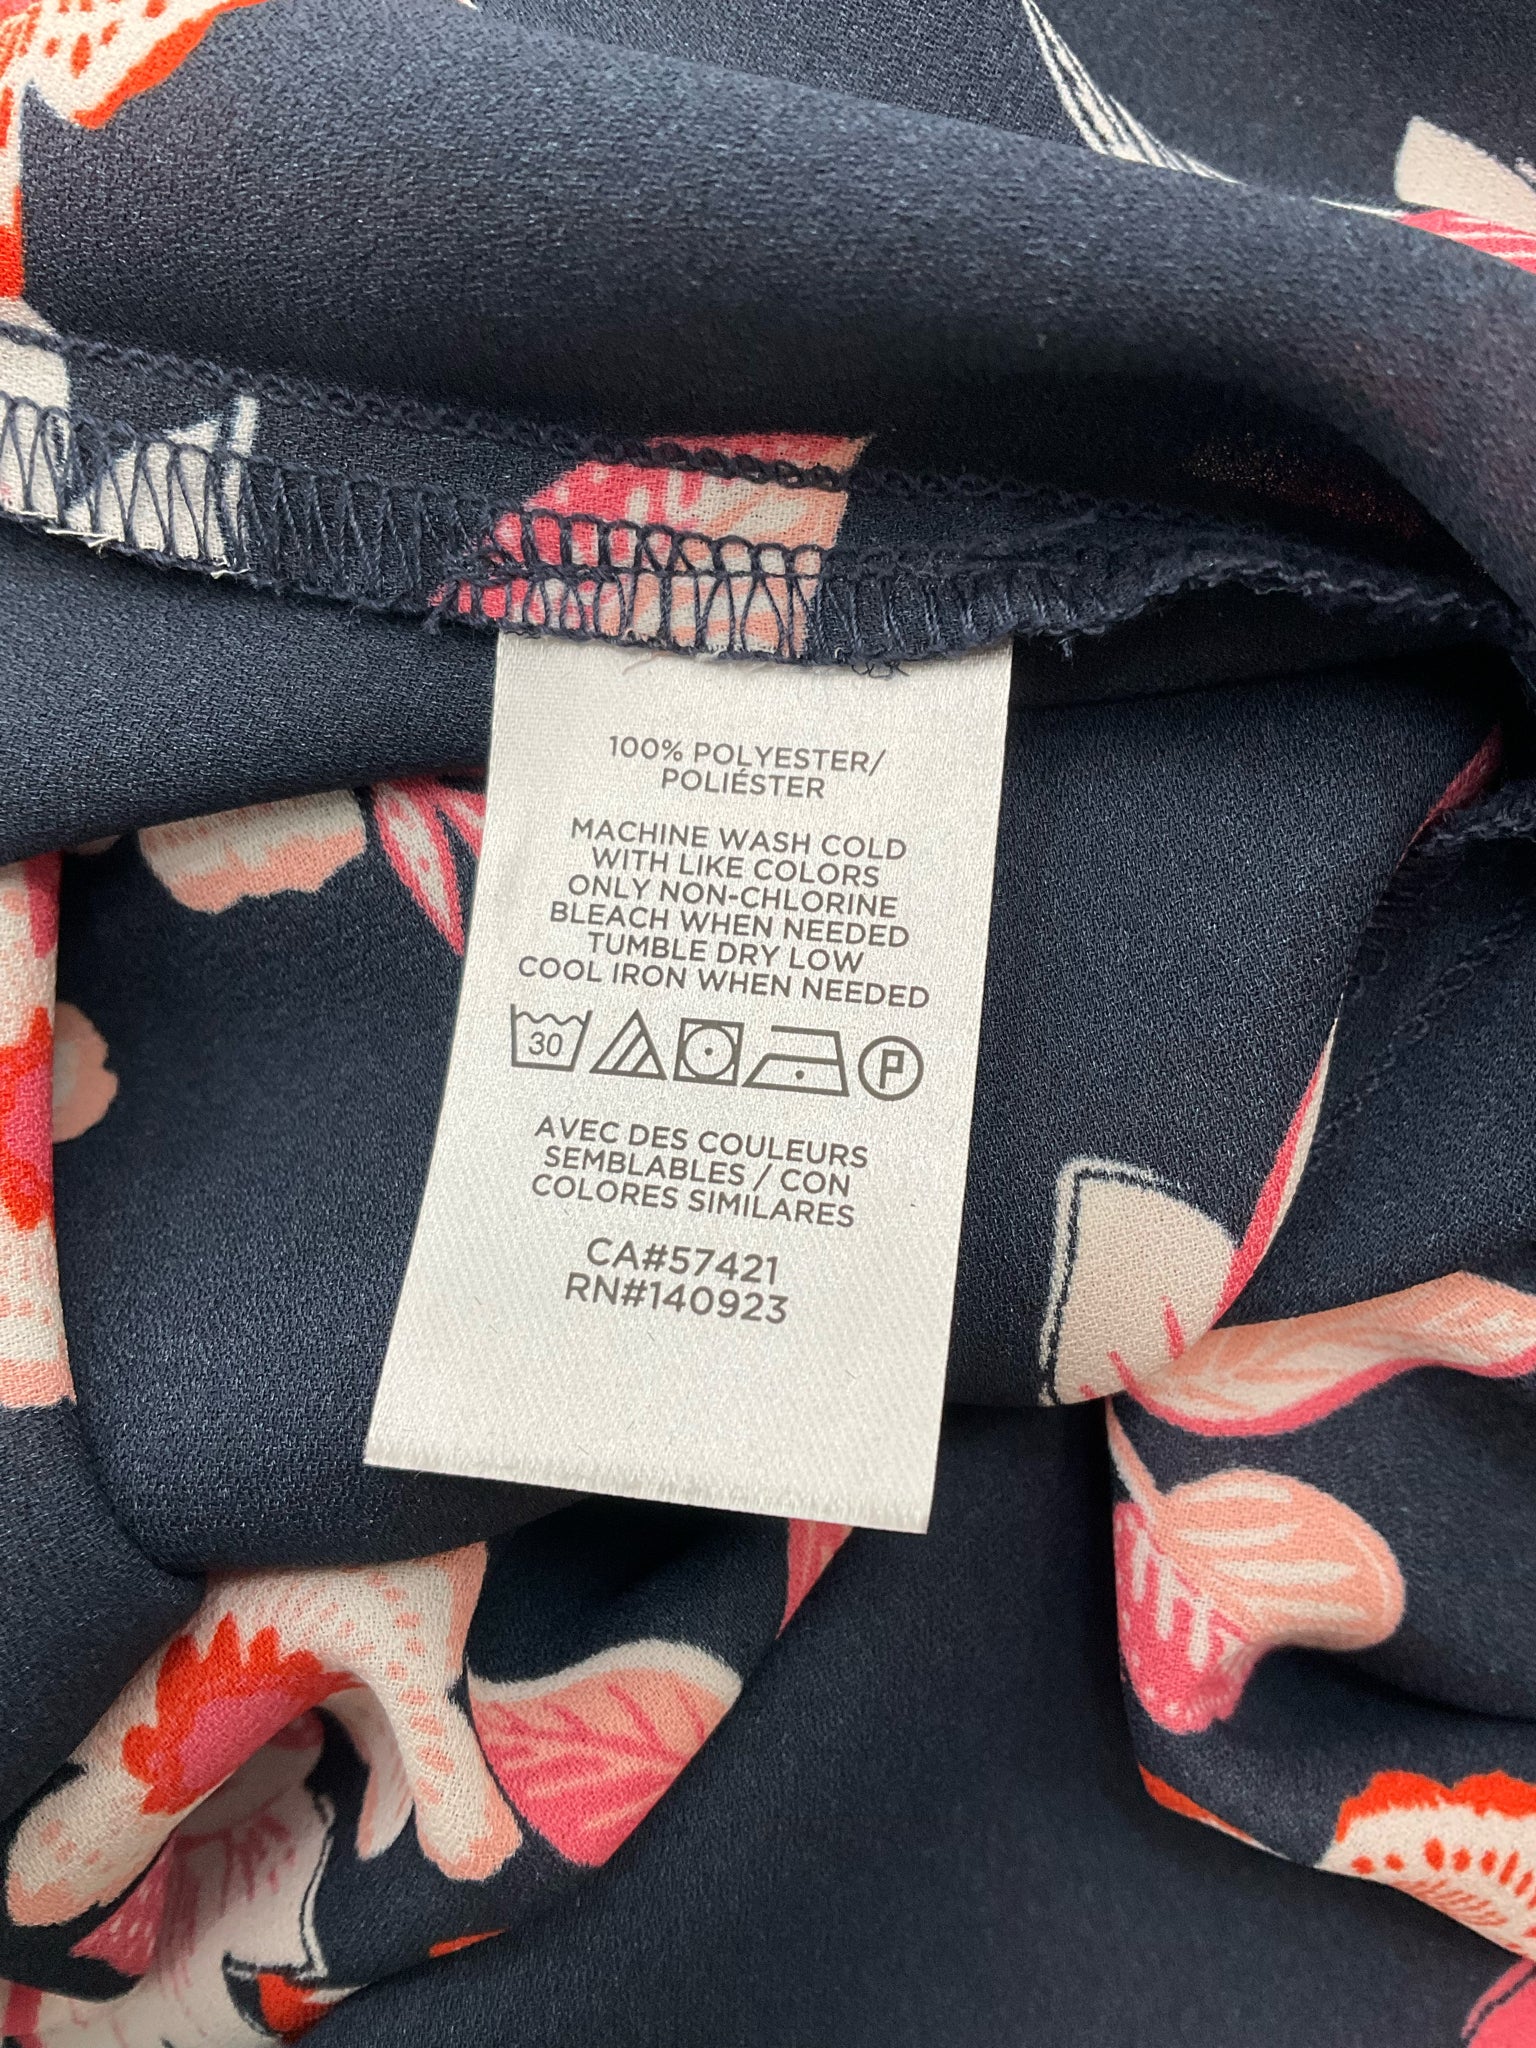 100% POLYESTER/
POLIÉSTER
MACHINE WASH COLD
WITH LIKE COLORS
ONLY NON-CHLORINE
BLEACH WHEN NEEDED
TUMBLE DRY LOW
COOL IRON WHEN NEEDED
30 P
AVEC DES COULEURS
SEMBLABLES / CON
COLORES SIMILARES
CA#57421
RN#140923